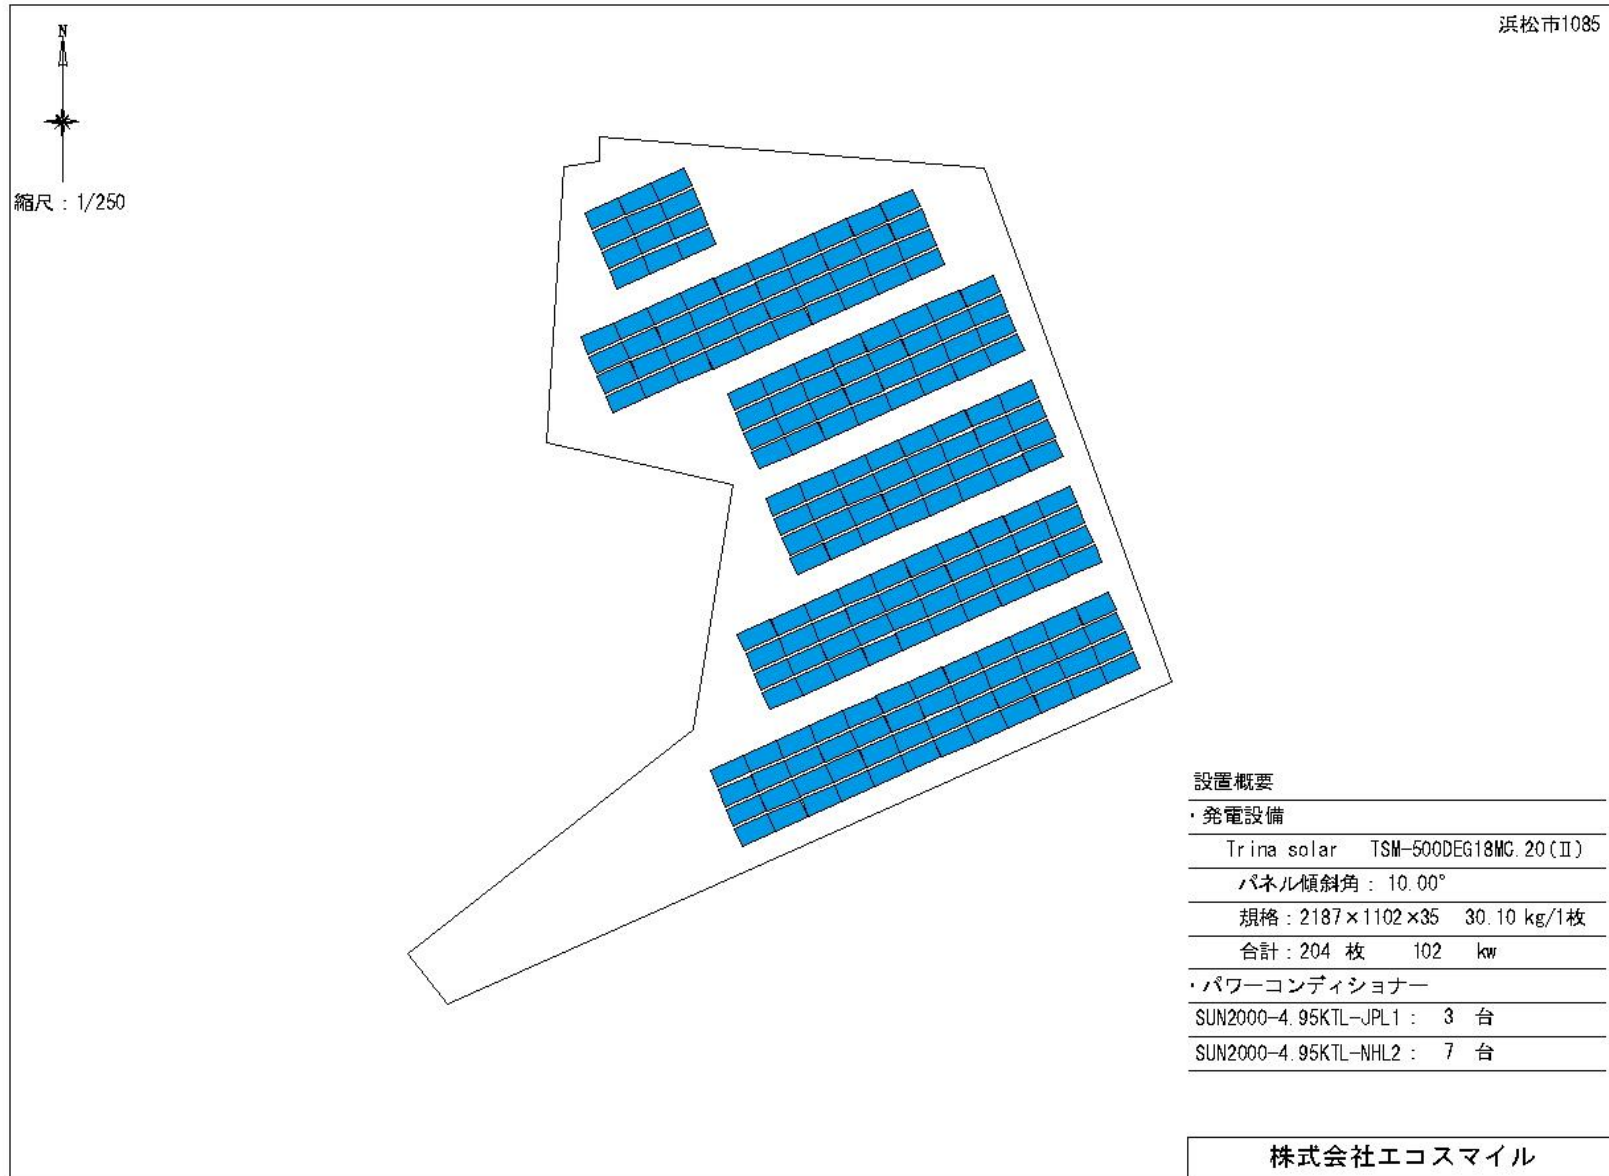 浜松市1085
N
縮尺：1/250
設置概要
・発電設備
Trina solar TSM-500DEG18MC.20(Ⅱ)
パネル傾斜角：10.00°
規格：2187×1102×35 30.10 kg/1枚
合計：204 枚 102 kw
・パワーコンディショナー
SUN2000-4.95KTL-JPL1： 3 台
SUN2000-4.95KTL-NHL2： 7 台
株式会社エコスマイル